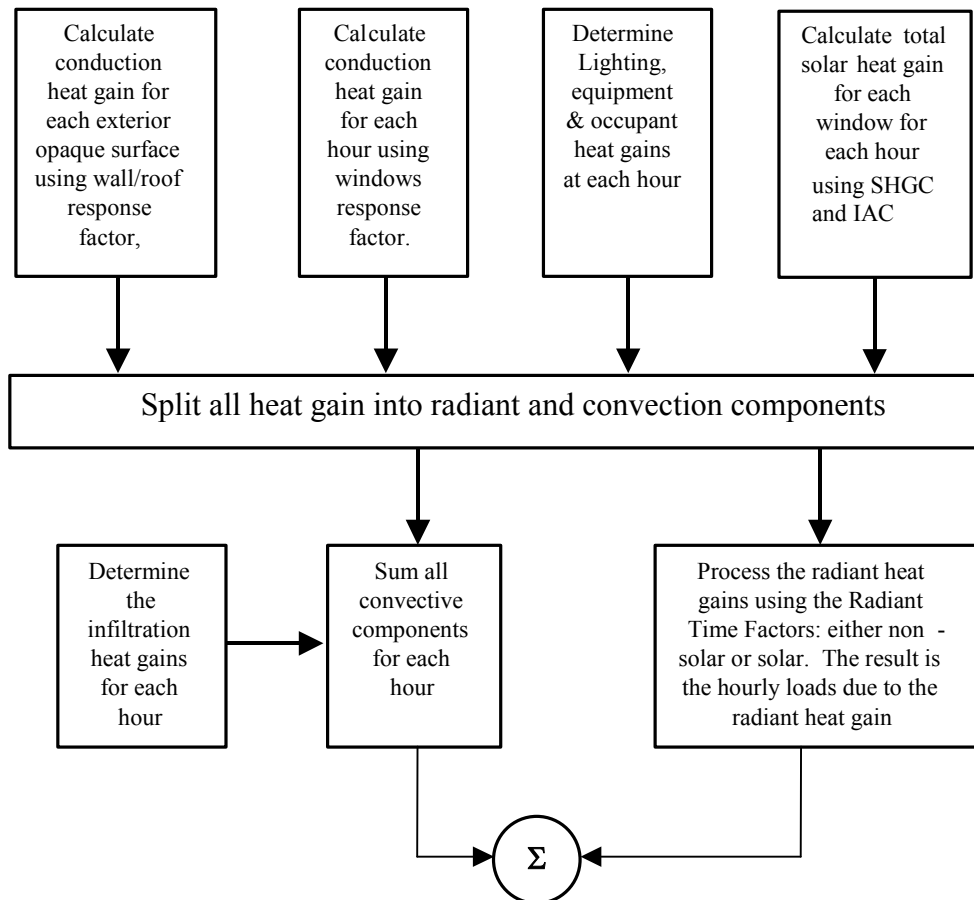 Calculate
conduction
heat gain for
each exterior
opaque surface
using wall/roof
response
factor,
Calculate
conduction
heat gain
for each
hour using
windows
response
factor.
Determine
Lighting,
equipment
& occupant
heat gains
at each hour
Calculate total
solar heat gain
for each
window for
each hour
using SHGC
and IAC
Split all heat gain into radiant and convection components
Determine
the
infiltration
heat gains
for each
hour
Sum all
convective
components
for each
hour
Process the radiant heat
gains using the Radiant
Time Factors: either non -
solar or solar. The result is
the hourly loads due to the
radiant heat gain
Σ